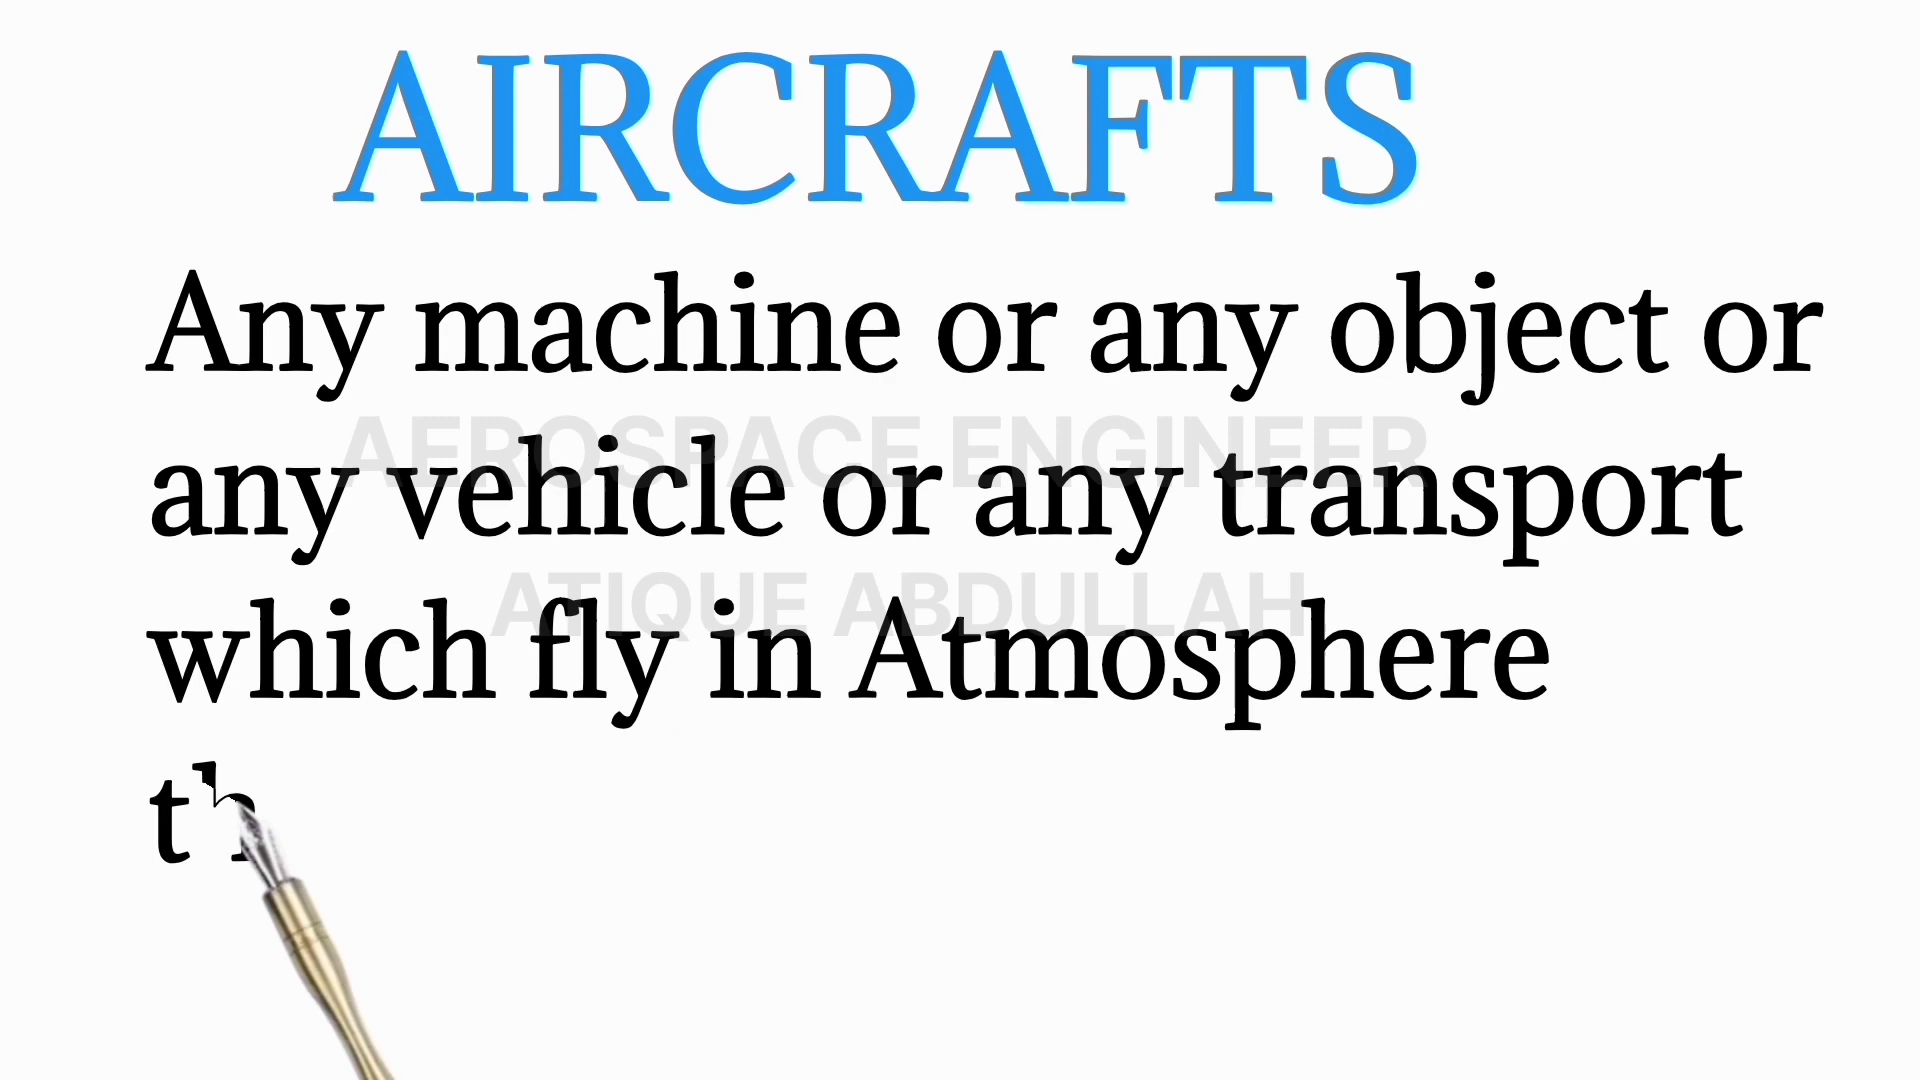 AIRCRAFTS
Any machine or any object or
AEROSPACE ENGINEER
any vehicle or any transport
ATIQUE ABDULLAH
which fly in Atmosphere
th